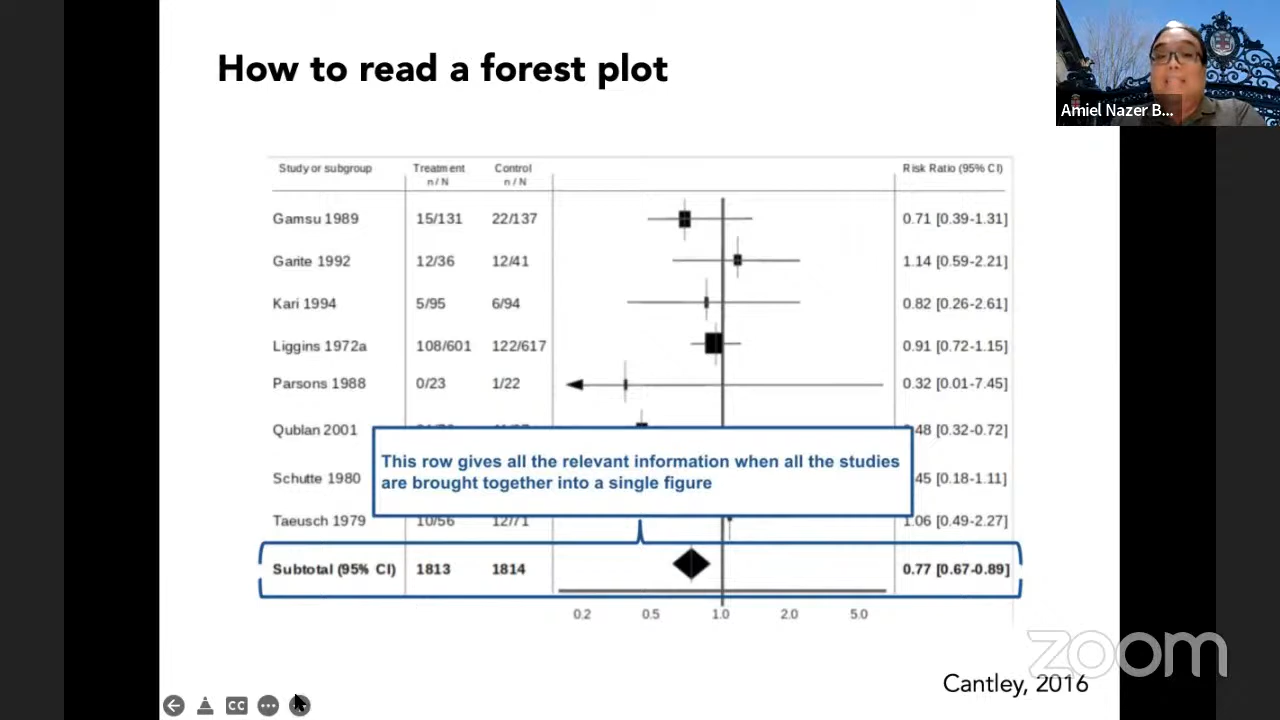 How to read a forest plot
Amiel Nazer B...
Study or subgroup Treatment Control Risk Ratio (95% CI)
n / N n / N
Gamsu 1989 15/131 22/137 0.71 [0.39-1.31]
Garite 1992 12/36 12/41 1.14 [0.59-2.21]
Kari 1994 5/95 6/94 0.82 [0.26-2.61]
Liggins 1972a 108/601 122/617 0.91 [0.72-1.15]
Parsons 1988 0/23 1/22 0.32 [0.01-7.45]
Qublan 2001 .48 [0.32-0.72]
This row gives all the relevant information when all the studies
are brought together into a single figure
Schutte 1980 .45 [0.18-1.11]
Taeusch 1979 10/56 12/71 1.06 [0.49-2.27]
Subtotal (95% CI) 1813 1814 0.77 [0.67-0.89]
0.2 0.5 1.0 2.0 5.0
zoom
Cantley, 2016
CC